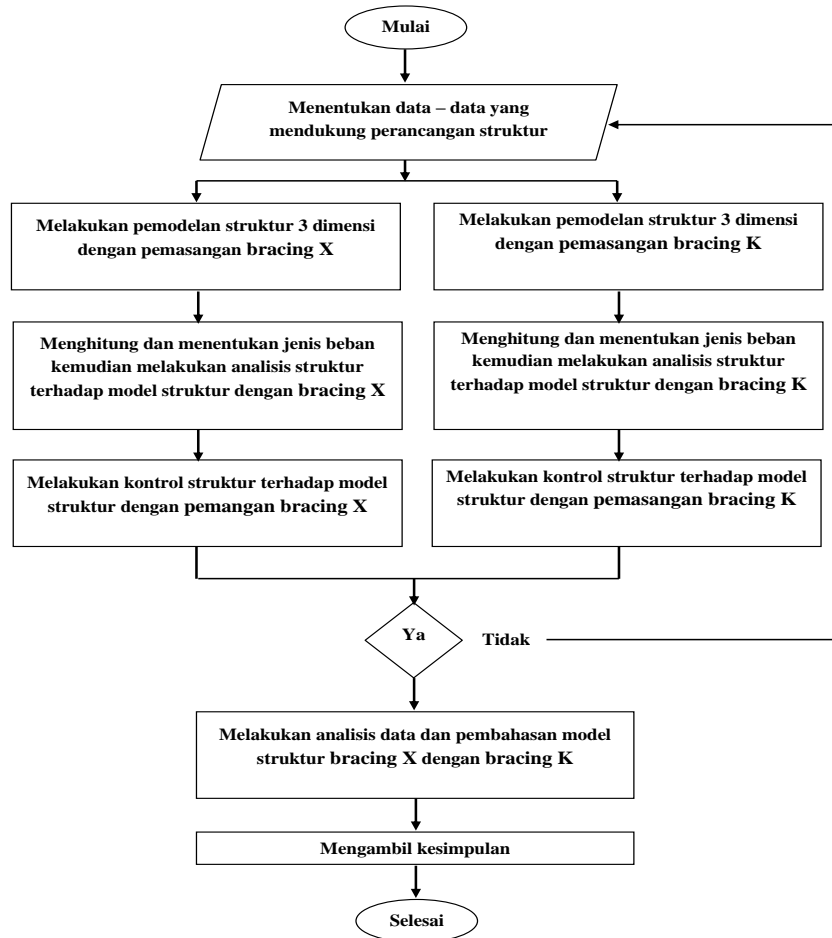 Mulai
Menentukan data – data yang
mendukung perancangan struktur
Melakukan pemodelan struktur 3 dimensi
dengan pemasangan bracing X
Melakukan pemodelan struktur 3 dimensi
dengan pemasangan bracing K
Menghitung dan menentukan jenis beban
kemudian melakukan analisis struktur
terhadap model struktur dengan bracing X
Menghitung dan menentukan jenis beban
kemudian melakukan analisis struktur
terhadap model struktur dengan bracing K
Melakukan kontrol struktur terhadap model
struktur dengan pemangan bracing X
Melakukan kontrol struktur terhadap model
struktur dengan pemasangan bracing K
Ya
Tidak
Melakukan analisis data dan pembahasan model
struktur bracing X dengan bracing K
Mengambil kesimpulan
Selesai